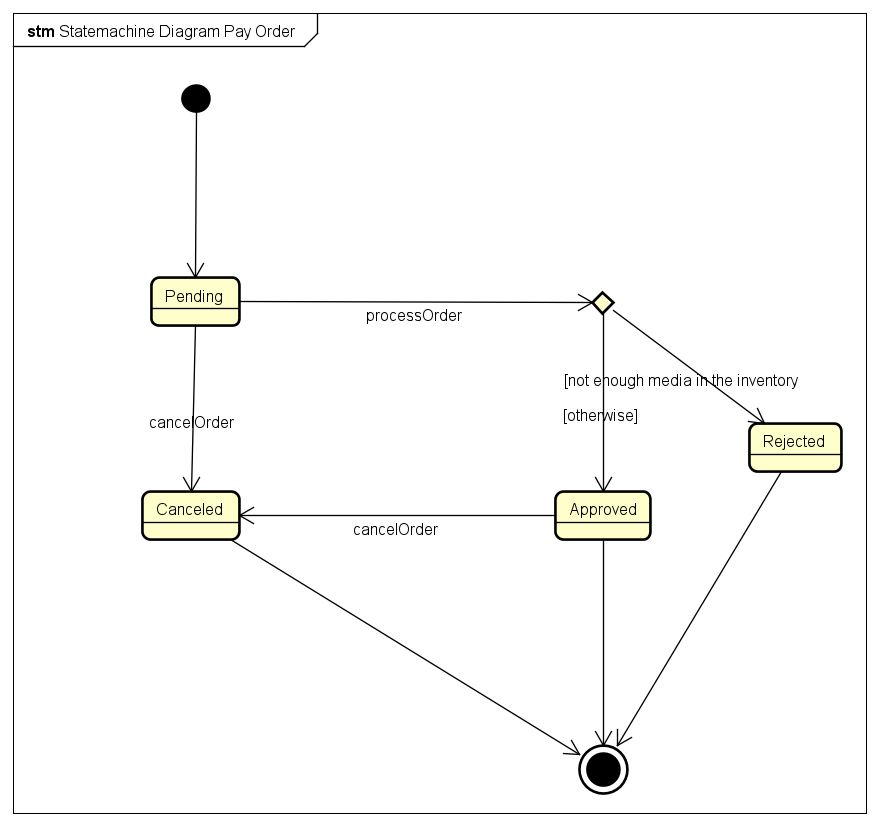 stm Statemachine Diagram Pay Order
Pending
processOrder
[not enough media in the inventory
[otherwise]
cancelOrder
Rejected
Canceled
Approved
cancelOrder